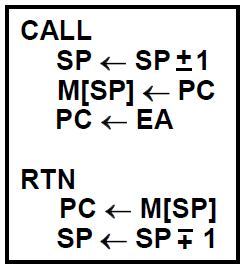 CALL
SP ← SP ± 1
M[SP] ← PC
PC ← EA
RTN
PC ← M[SP]
SP ← SP ∓ 1